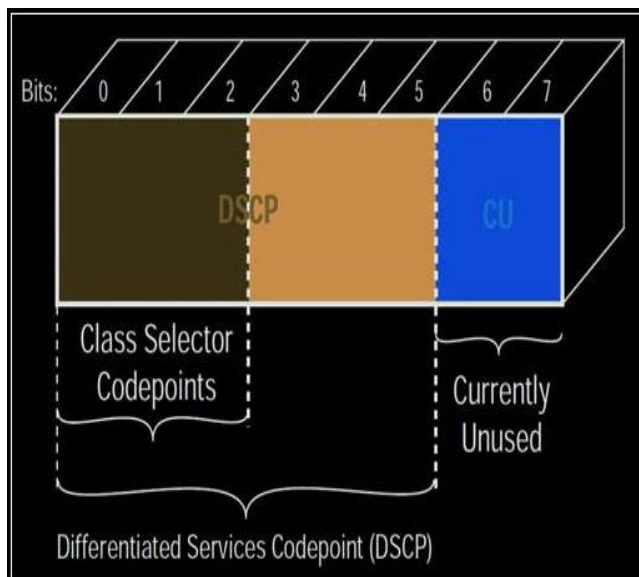 Bits: 0 1 2 3 4 5 6 7
DSCP CU
Class Selector
Codepoints
Currently
Unused
Differentiated Services Codepoint (DSCP)